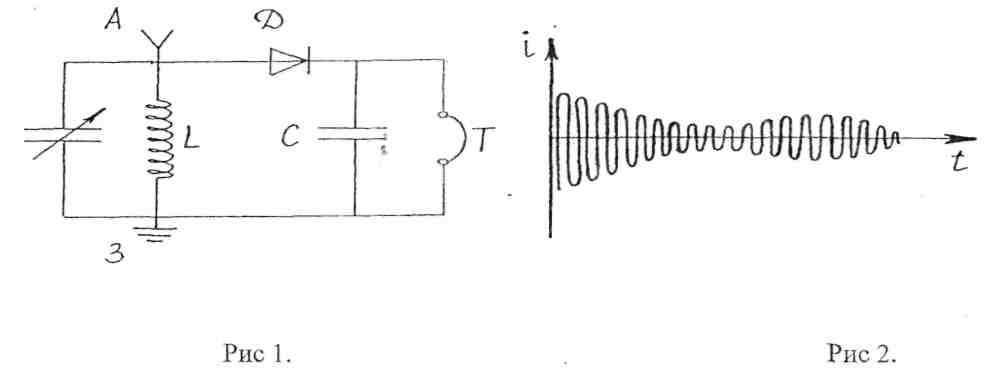 А Д
L C T
З
i
t
Рис 1. Рис 2.